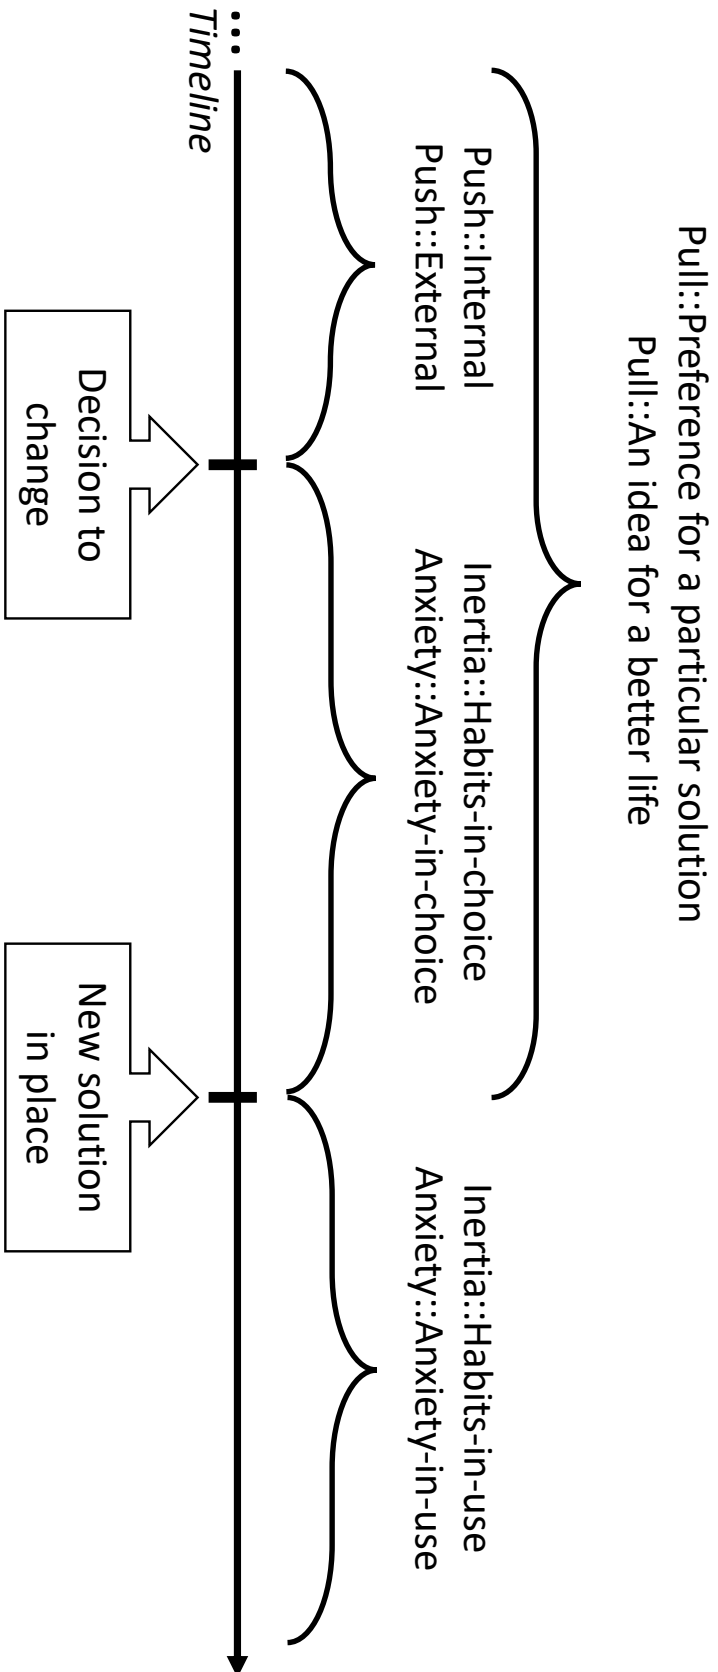 Pull::Preference for a particular solution
Pull::An idea for a better life
Push::Internal
Push::External
Inertia::Habits-in-choice
Anxiety::Anxiety-in-choice
Inertia::Habits-in-use
Anxiety::Anxiety-in-use
...
Timeline
Decision to
change
New solution
in place